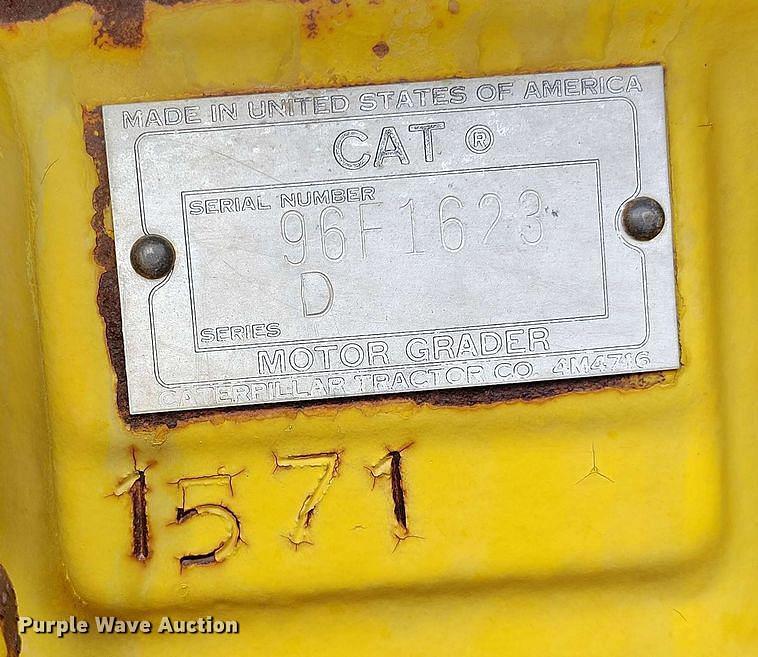 MADE IN UNITED STATES OF AMERICA
CAT ®
SERIAL NUMBER
96F1623
D
SERIES
MOTOR GRADER
CATERPILLAR TRACTOR CO. 4M4716
1571
Purple Wave Auction